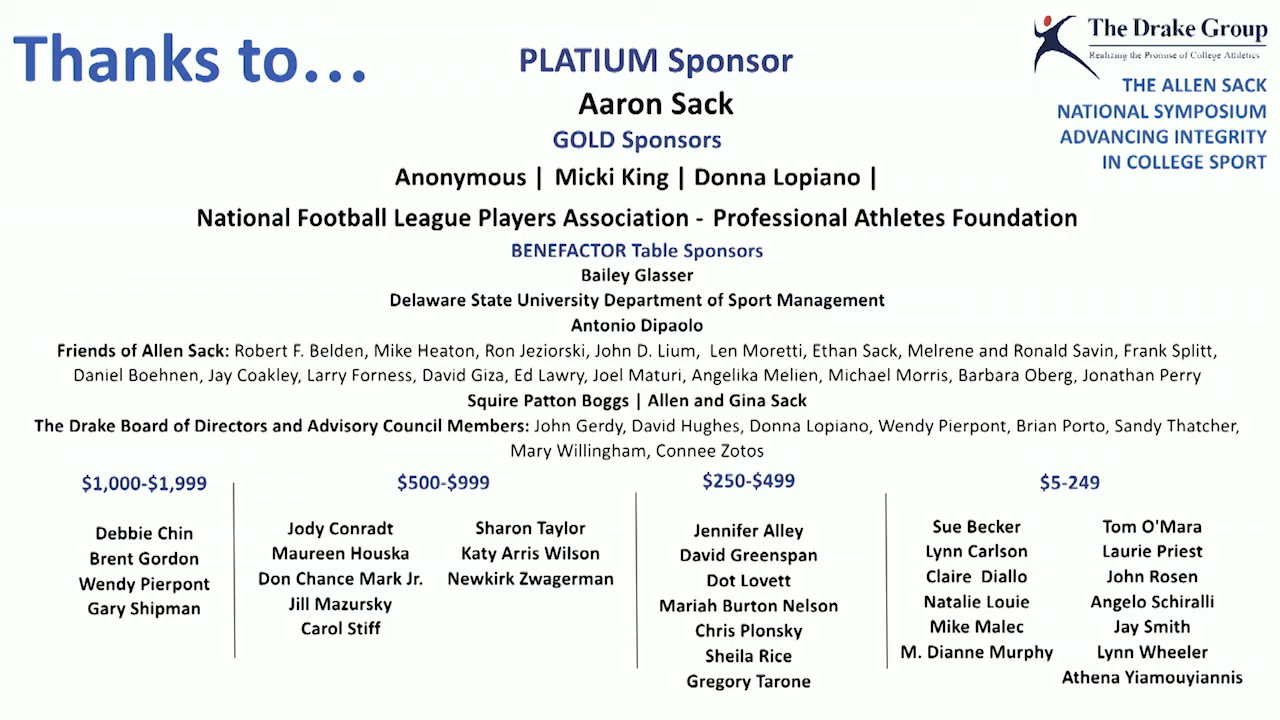 Thanks to...
PLATIUM Sponsor
Aaron Sack
GOLD Sponsors
Anonymous | Micki King | Donna Lopiano |
National Football League Players Association - Professional Athletes Foundation
The Drake Group
Realizing the Promise of College Athletics
THE ALLEN SACK
NATIONAL SYMPOSIUM
ADVANCING INTEGRITY
IN COLLEGE SPORT
BENEFACTOR Table Sponsors
Bailey Glasser
Delaware State University Department of Sport Management
Antonio Dipaolo
Friends of Allen Sack: Robert F. Belden, Mike Heaton, Ron Jeziorski, John D. Lium, Len Moretti, Ethan Sack, Melrene and Ronald Savin, Frank Splitt,
Daniel Boehnen, Jay Coakley, Larry Forness, David Giza, Ed Lawry, Joel Maturi, Angelika Melien, Michael Morris, Barbara Oberg, Jonathan Perry
Squire Patton Boggs | Allen and Gina Sack
The Drake Board of Directors and Advisory Council Members: John Gerdy, David Hughes, Donna Lopiano, Wendy Pierpont, Brian Porto, Sandy Thatcher,
Mary Willingham, Connee Zotos
$1,000-$1,999
Debbie Chin
Brent Gordon
Wendy Pierpont
Gary Shipman
$500-$999
Jody Conradt
Maureen Houska
Don Chance Mark Jr.
Jill Mazursky
Carol Stiff
Sharon Taylor
Katy Arris Wilson
Newkirk Zwagerman
$250-$499
Jennifer Alley
David Greenspan
Dot Lovett
Mariah Burton Nelson
Chris Plonsky
Sheila Rice
Gregory Tarone
$5-249
Sue Becker
Lynn Carlson
Claire Diallo
Natalie Louie
Mike Malec
M. Dianne Murphy
Tom O'Mara
Laurie Priest
John Rosen
Angelo Schiralli
Jay Smith
Lynn Wheeler
Athena Yiamouyiannis